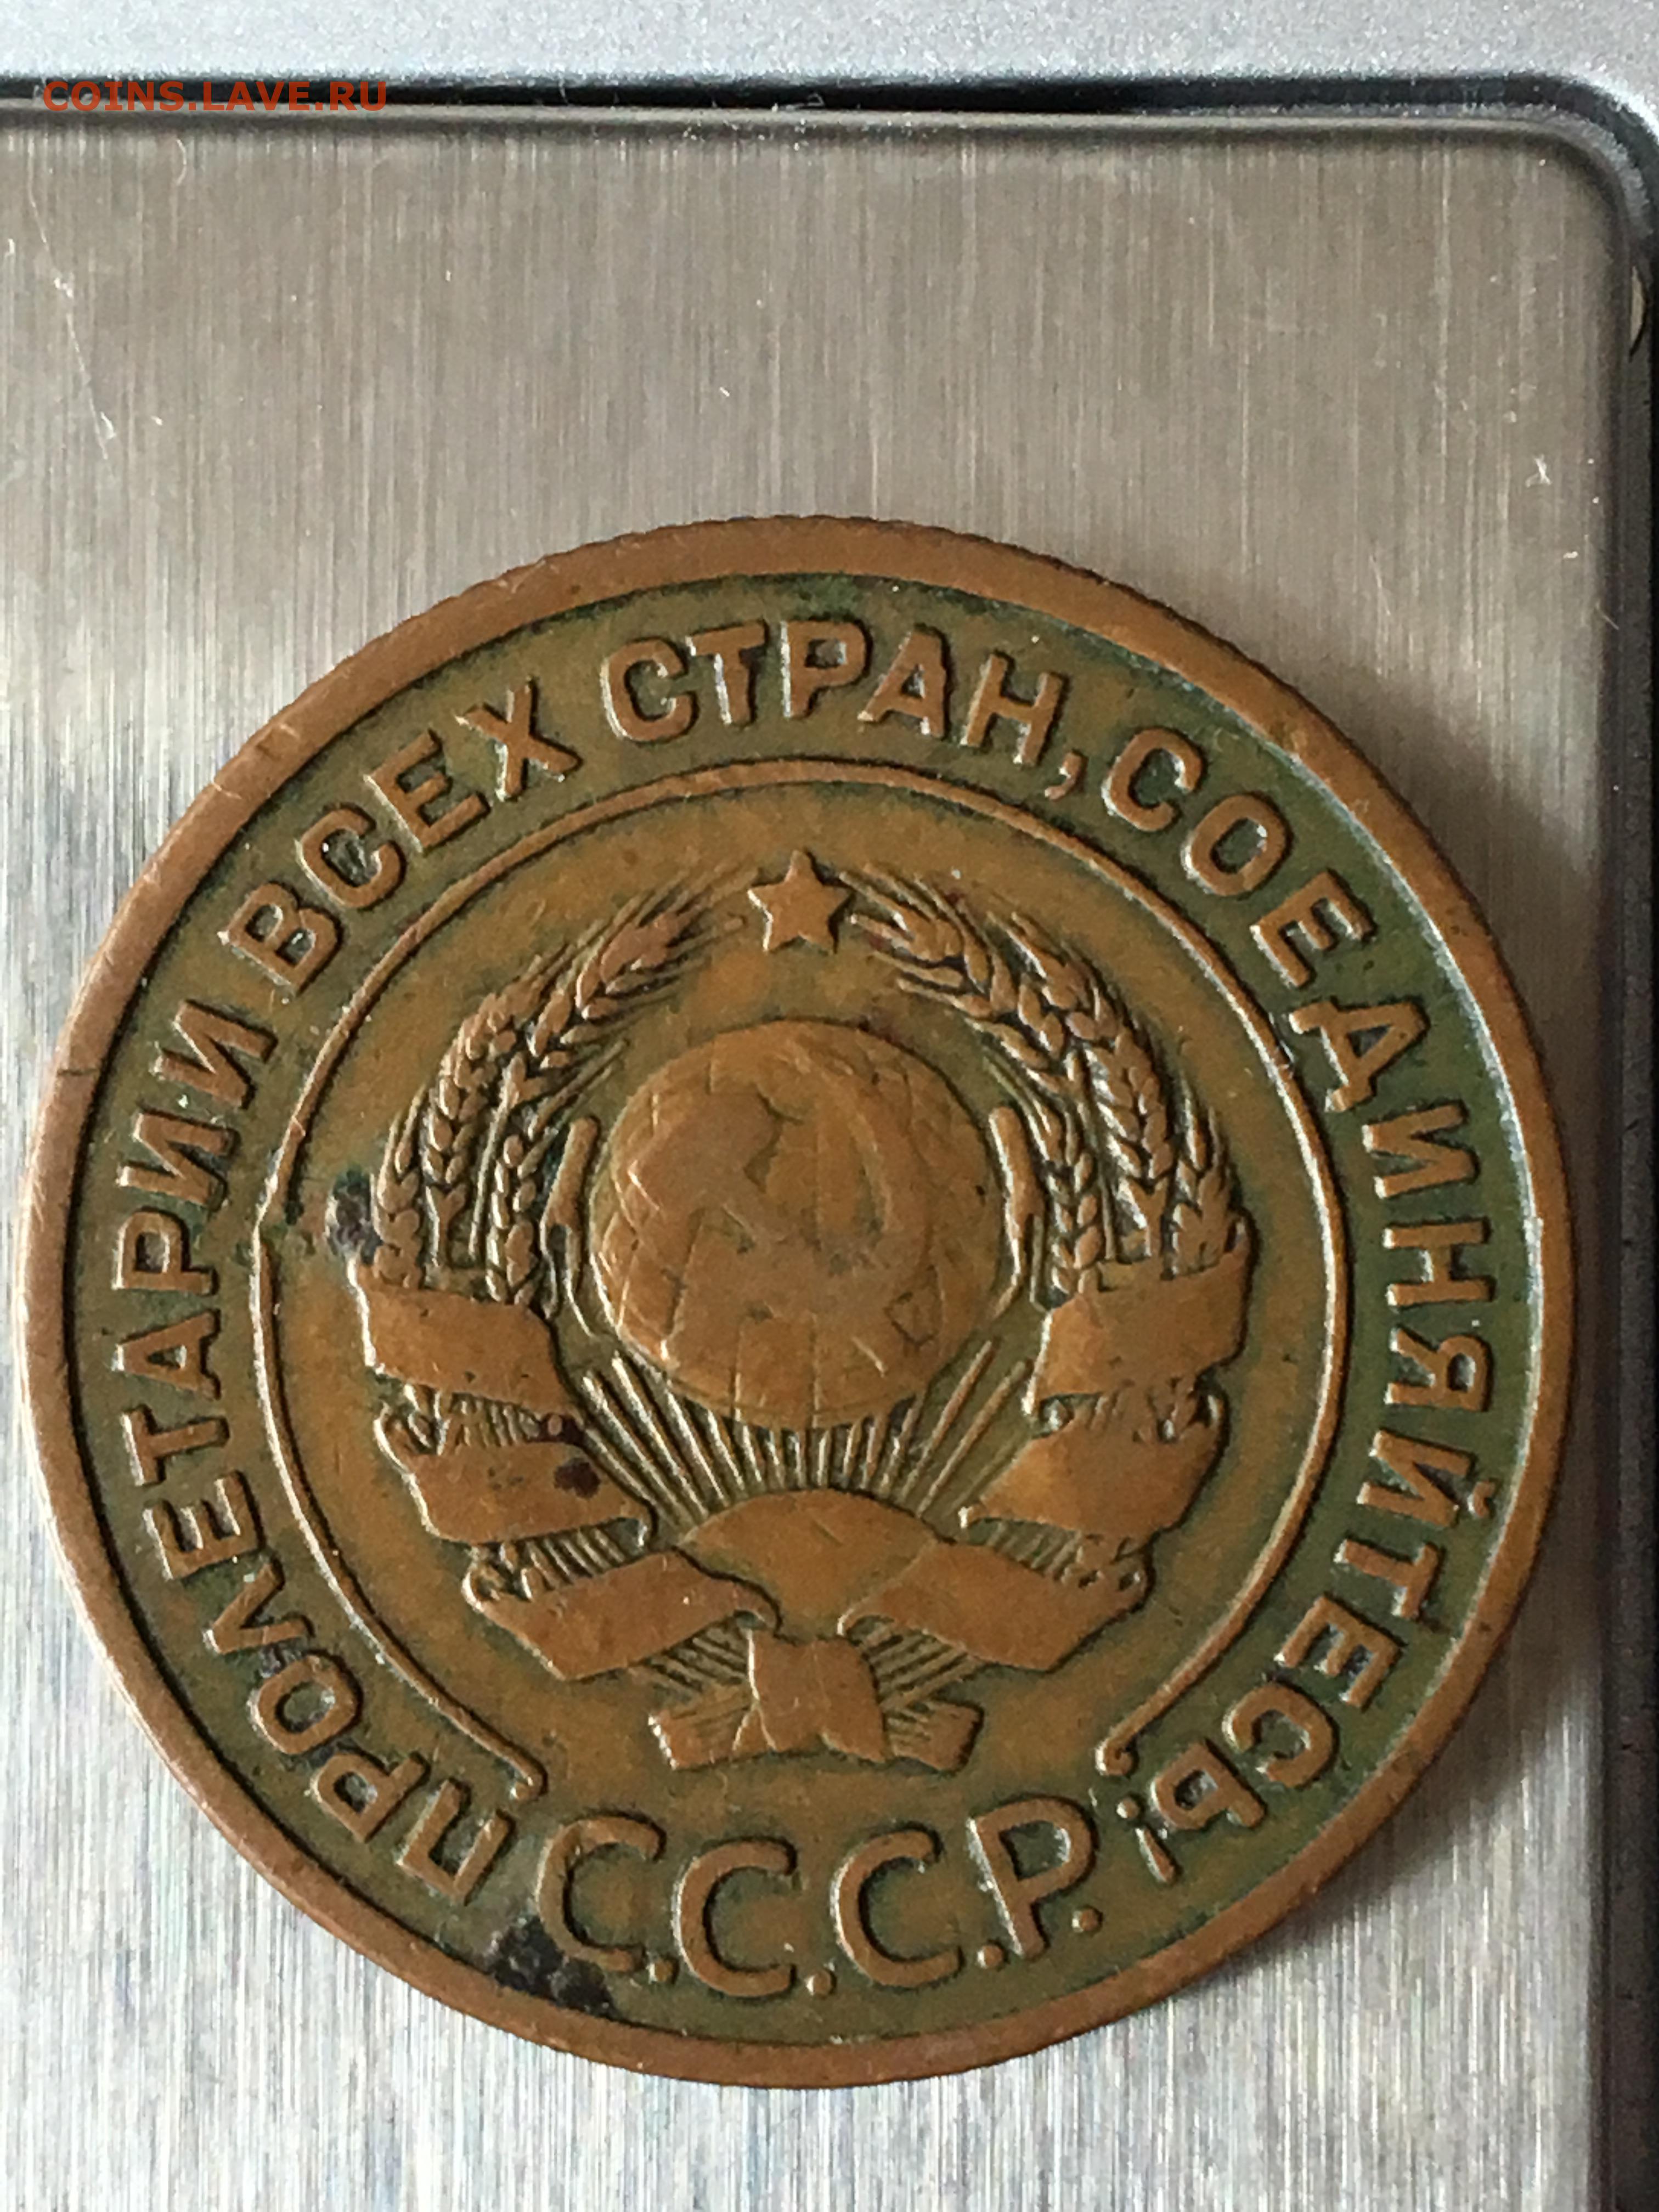 COINS.LAVE.RU
ПРОЛЕТАРИИ ВСЕХ СТРАН, СОЕДИНЯЙТЕСЬ!
С.С.С.Р.